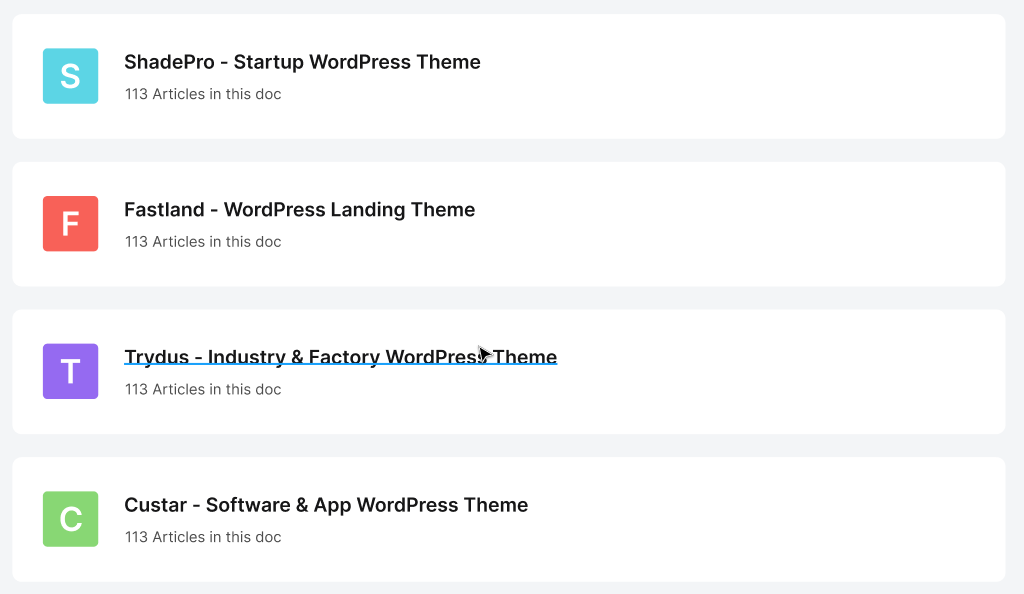 S
ShadePro - Startup WordPress Theme
113 Articles in this doc
F
Fastland - WordPress Landing Theme
113 Articles in this doc
T
Trydus - Industry & Factory WordPress Theme
113 Articles in this doc
C
Custar - Software & App WordPress Theme
113 Articles in this doc